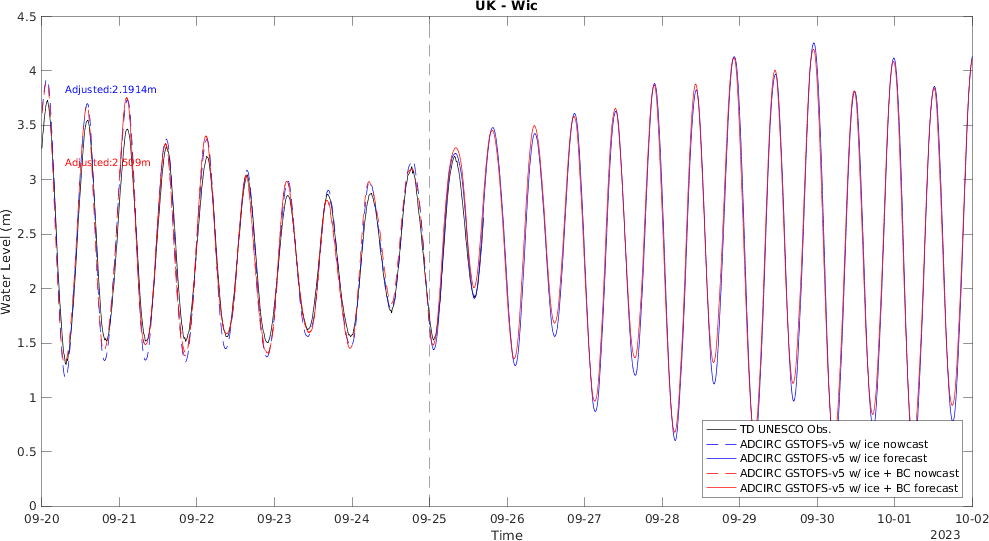 UK - Wic
4.5
4
3.5
3
2.5
2
1.5
1
0.5
0
Water Level (m)
Adjusted:2.1914m
Adjusted:2.509m
TD UNESCO Obs.
ADCIRC GSTOFS-v5 w/ ice nowcast
ADCIRC GSTOFS-v5 w/ ice forecast
ADCIRC GSTOFS-v5 w/ ice + BC nowcast
ADCIRC GSTOFS-v5 w/ ice + BC forecast
09-20 09-21 09-22 09-23 09-24 09-25 09-26 09-27 09-28 09-29 09-30 10-01 10-02
Time
2023